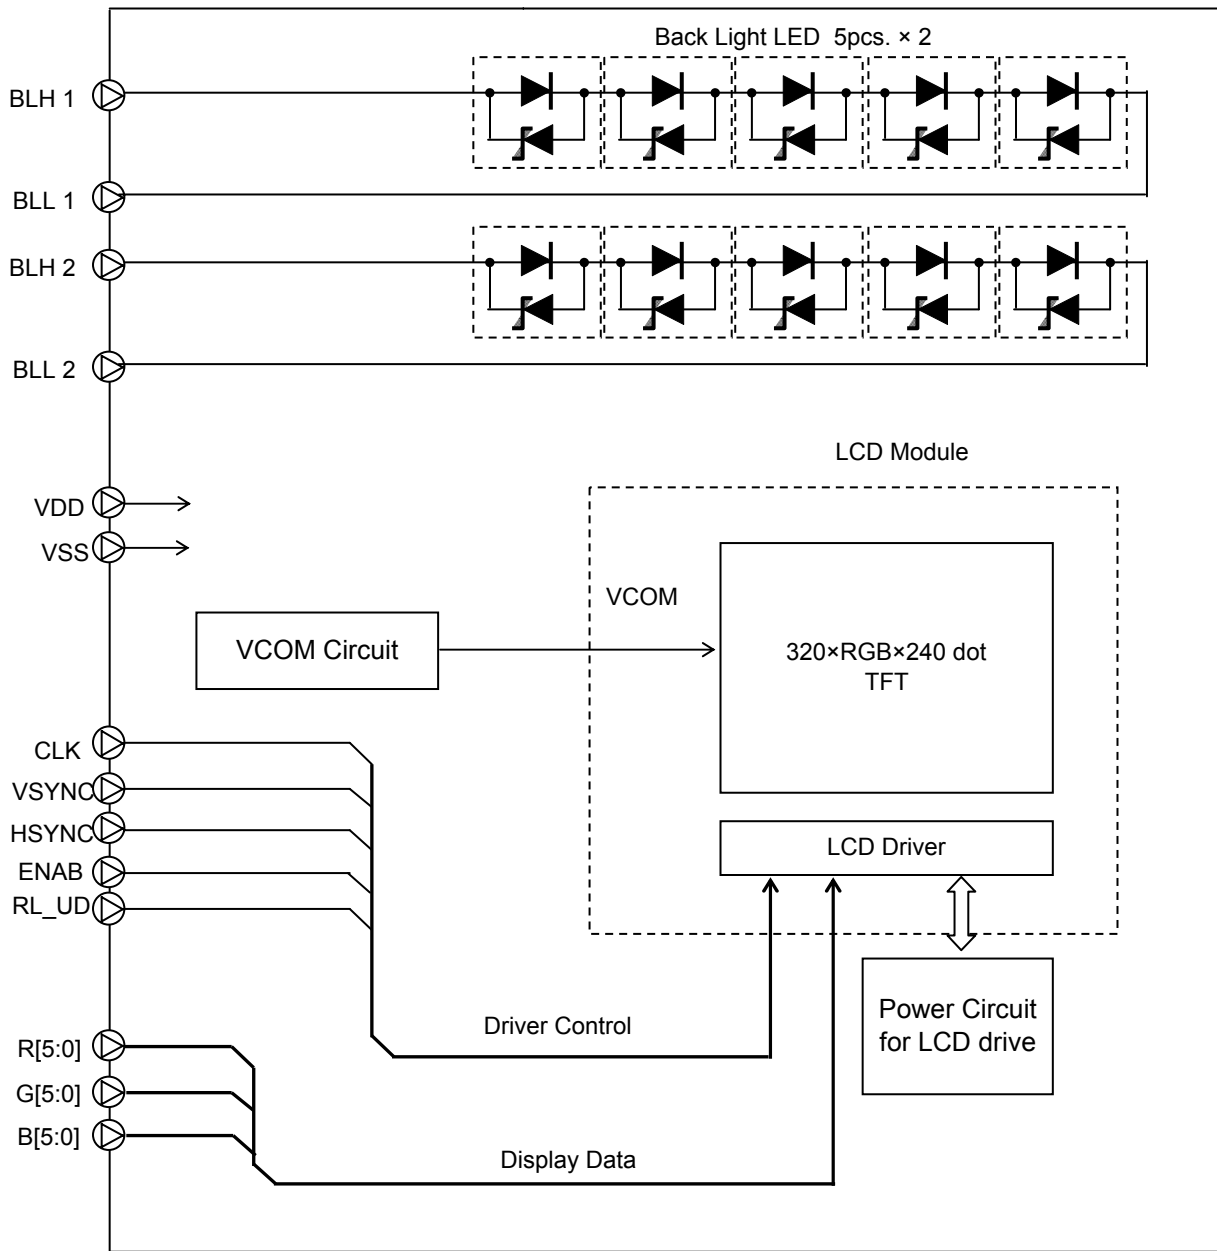 Back Light LED 5pcs. × 2
BLH 1
BLL 1
BLH 2
BLL 2
LCD Module
VDD
VSS
VCOM
VCOM Circuit
320×RGB×240 dot
TFT
CLK
VSYNC
HSYNC
ENAB
RL_UD
LCD Driver
Power Circuit
for LCD drive
Driver Control
R[5:0]
G[5:0]
B[5:0]
Display Data